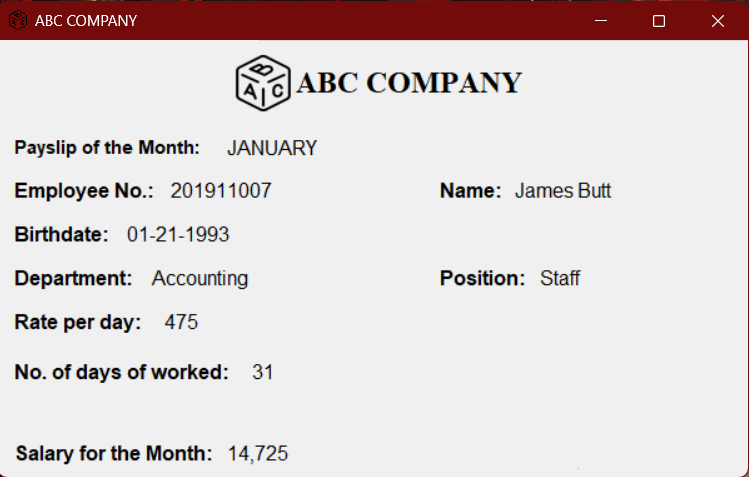 ABC COMPANY
B A C ABC COMPANY
Payslip of the Month: JANUARY
Employee No.: 201911007 Name: James Butt
Birthdate: 01-21-1993
Department: Accounting Position: Staff
Rate per day: 475
No. of days of worked: 31
Salary for the Month: 14,725